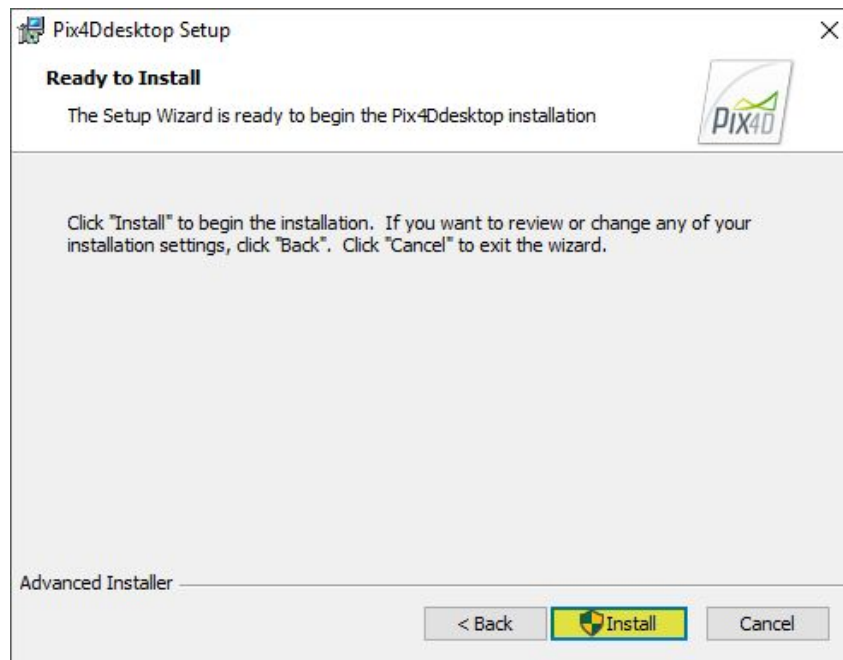 Pix4Ddesktop Setup
Ready to Install
The Setup Wizard is ready to begin the Pix4Ddesktop installation
PIX4D
Click "Install" to begin the installation. If you want to review or change any of your
installation settings, click "Back". Click "Cancel" to exit the wizard.
Advanced Installer
< Back
Install
Cancel